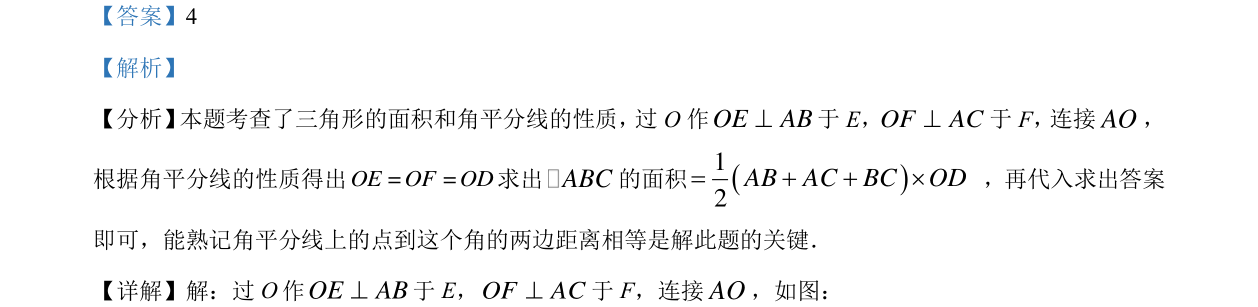 【答案】4
【解析】
【分析】本题考查了三角形的面积和角平分线的性质，过 O 作 OE ⊥ AB 于 E，OF ⊥ AC 于 F，连接 AO，
根据角平分线的性质得出 OE = OF = OD 求出 □ABC 的面积 = 1/2 (AB + AC + BC) × OD ，再代入求出答案
即可，能熟记角平分线上的点到这个角的两边距离相等是解此题的关键．
【详解】解：过 O 作 OE ⊥ AB 于 E，OF ⊥ AC 于 F，连接 AO，如图：